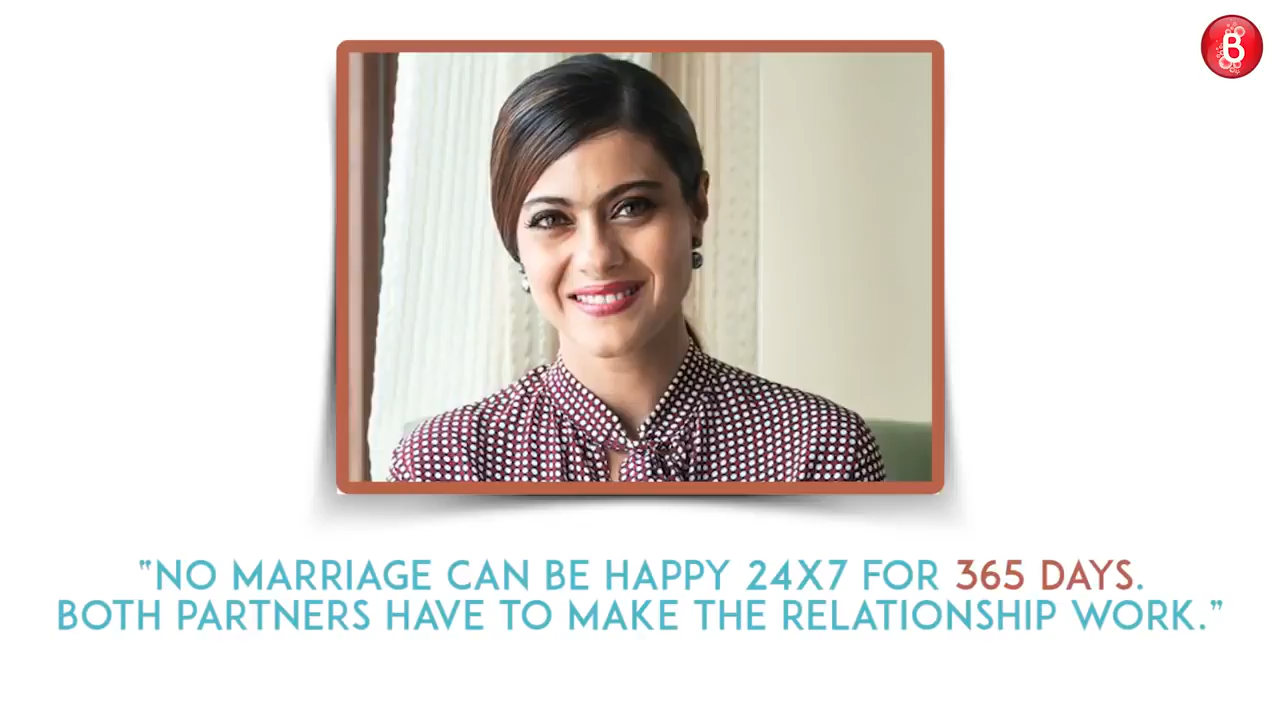 B
"NO MARRIAGE CAN BE HAPPY 24X7 FOR 365 DAYS.
BOTH PARTNERS HAVE TO MAKE THE RELATIONSHIP WORK."